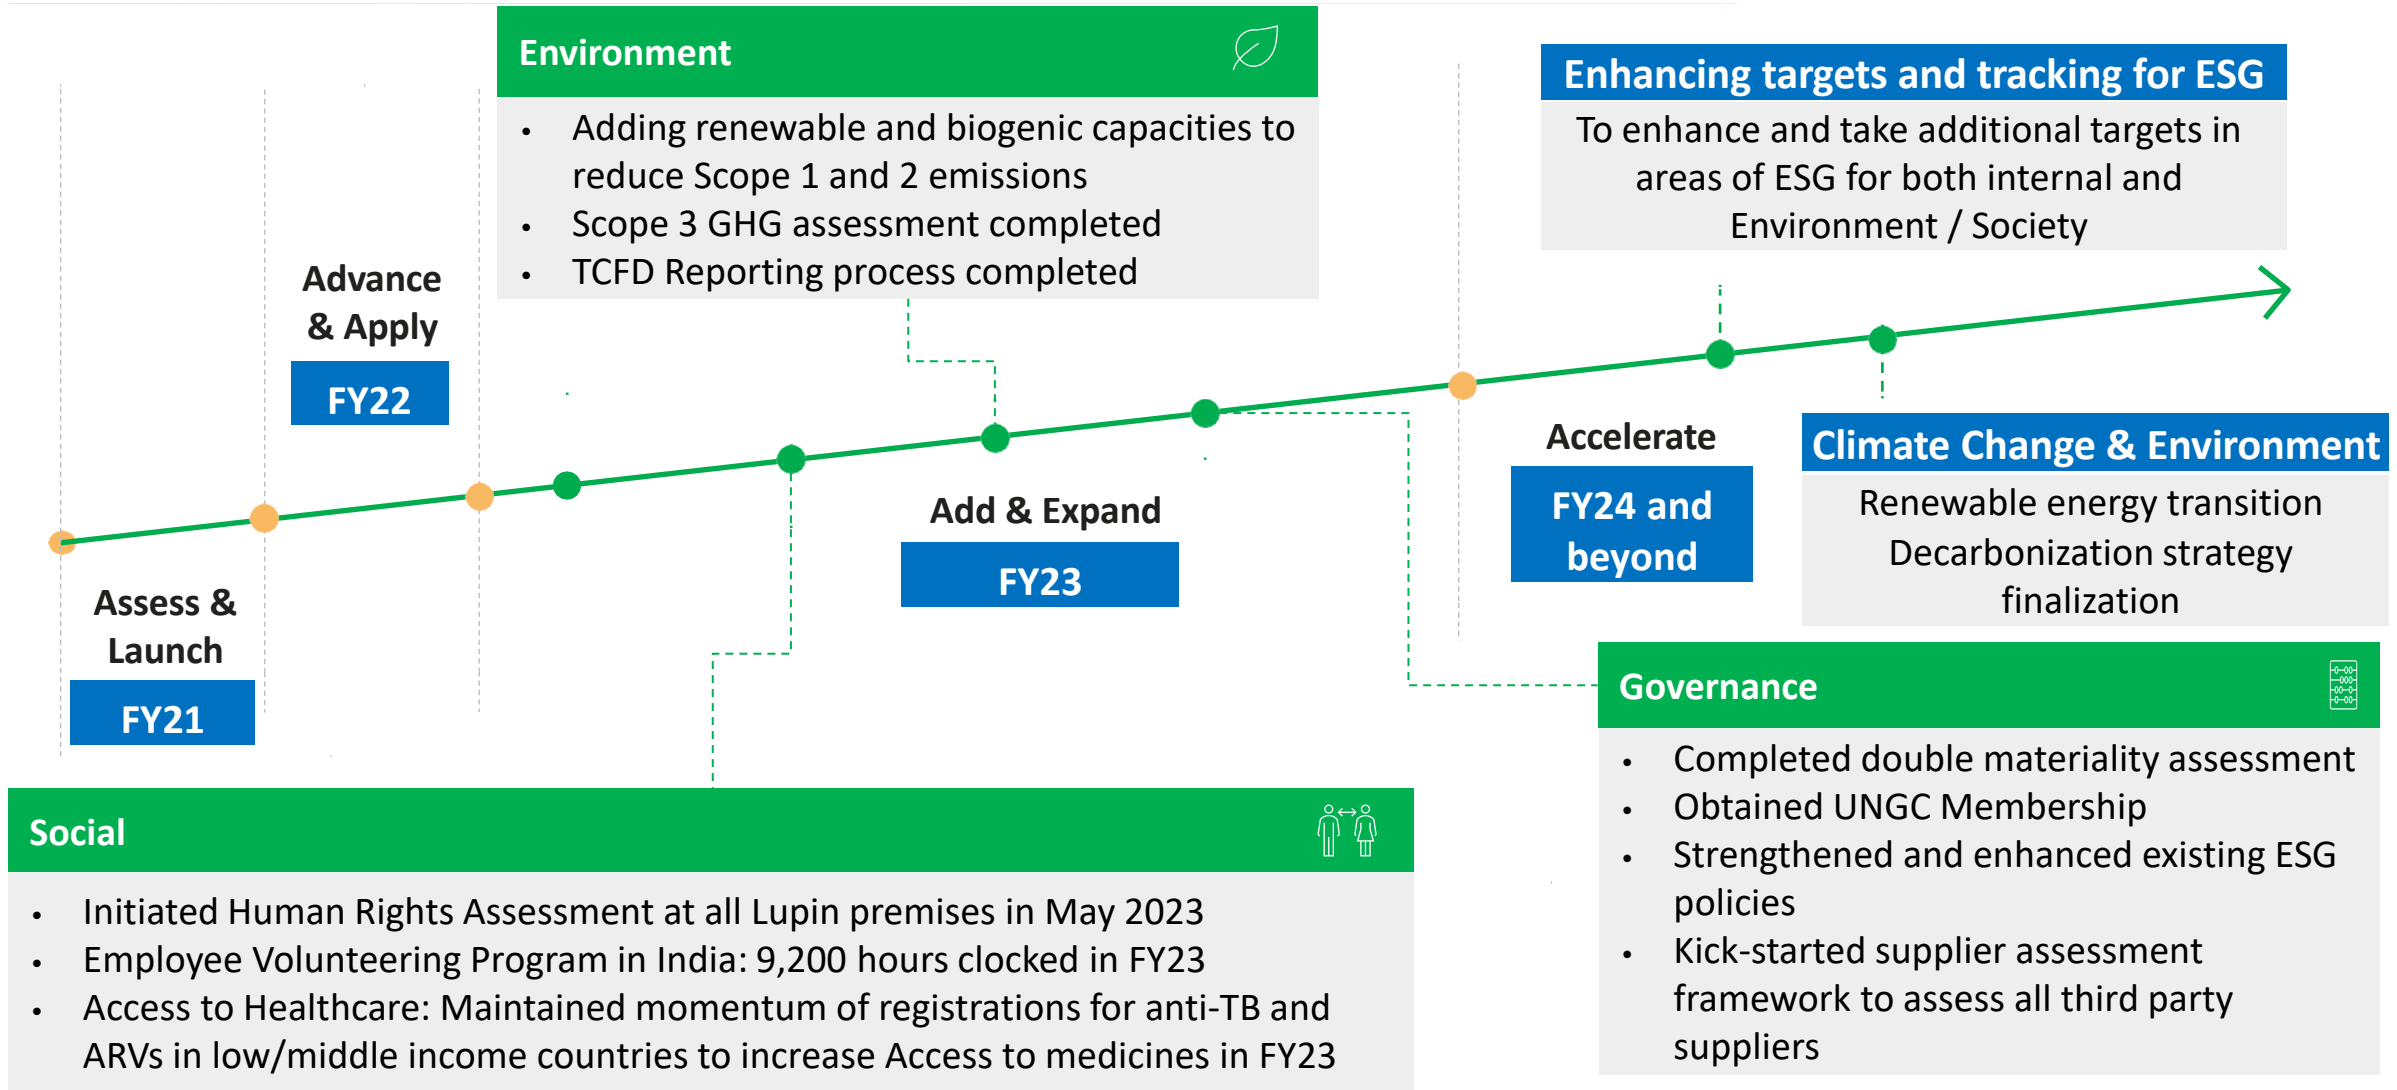 Environment
• Adding renewable and biogenic capacities to
reduce Scope 1 and 2 emissions
• Scope 3 GHG assessment completed
• TCFD Reporting process completed
Enhancing targets and tracking for ESG
To enhance and take additional targets in
areas of ESG for both internal and
Environment / Society
Advance
& Apply
FY22
Assess &
Launch
FY21
Add & Expand
FY23
Accelerate
FY24 and
beyond
Climate Change & Environment
Renewable energy transition
Decarbonization strategy
finalization
Governance
• Completed double materiality assessment
• Obtained UNGC Membership
• Strengthened and enhanced existing ESG
policies
• Kick-started supplier assessment
framework to assess all third party
suppliers
Social
• Initiated Human Rights Assessment at all Lupin premises in May 2023
• Employee Volunteering Program in India: 9,200 hours clocked in FY23
• Access to Healthcare: Maintained momentum of registrations for anti-TB and
ARVs in low/middle income countries to increase Access to medicines in FY23